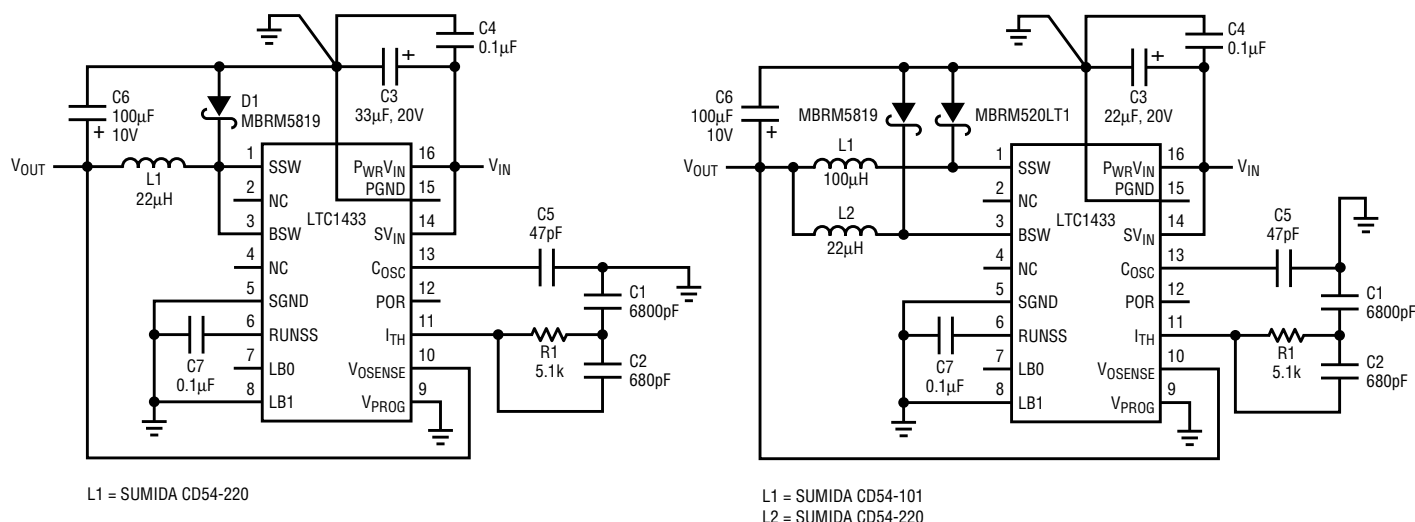 C4
0.1µF
C6
100µF
10V
+
D1
MBRM5819
+
C3
33µF, 20V
VOUT
L1
22µH
1
SSW
2
NC
3
BSW
4
NC
5
SGND
6
RUNSS
7
LB0
8
LB1
LTC1433
PWRVIN
16
PGND
15
SVIN
14
COSC
13
POR
12
ITH
11
VOSENSE
10
VPROG
9
VIN
C5
47pF
C1
6800pF
R1
5.1k
C2
680pF
C7
0.1µF
L1 = SUMIDA CD54-220
C4
0.1µF
C6
100µF
10V
+
MBRM5819
MBRM520LT1
+
C3
22µF, 20V
VOUT
L1
100µH
L2
22µH
1
SSW
2
NC
3
BSW
4
NC
5
SGND
6
RUNSS
7
LB0
8
LB1
LTC1433
PWRVIN
16
PGND
15
SVIN
14
COSC
13
POR
12
ITH
11
VOSENSE
10
VPROG
9
VIN
C5
47pF
C1
6800pF
R1
5.1k
C2
680pF
C7
0.1µF
L1 = SUMIDA CD54-101
L2 = SUMIDA CD54-220